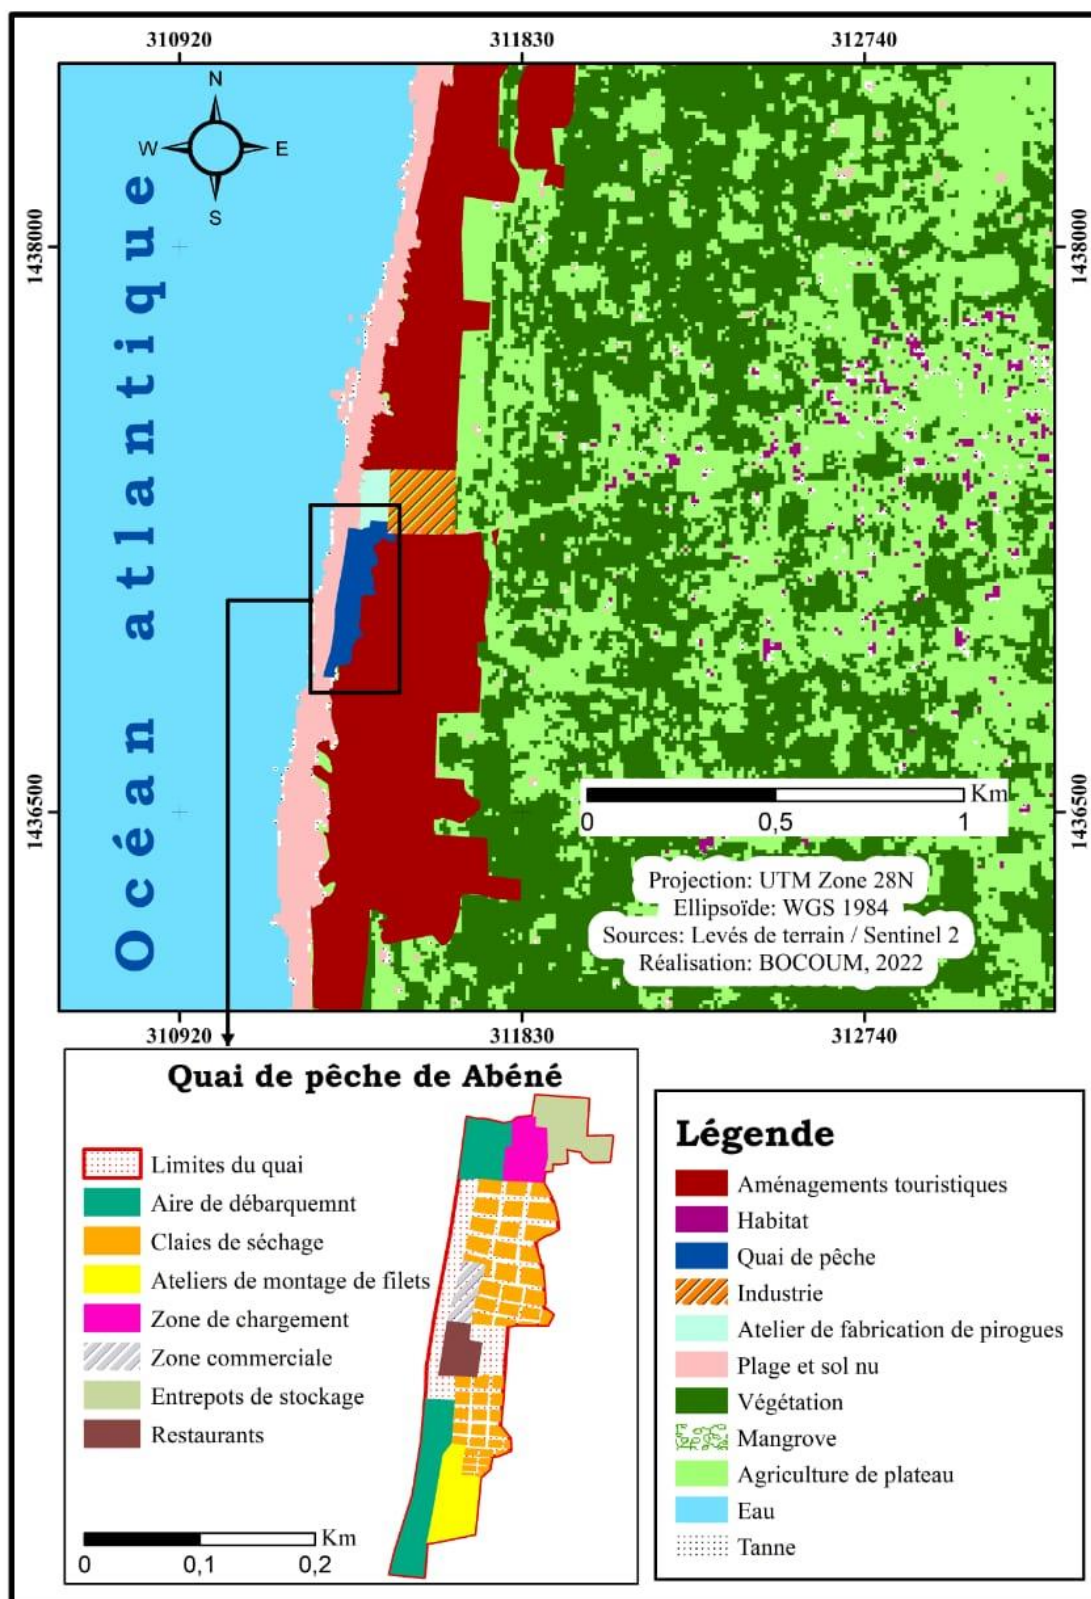 310920 311830 312740
N
W E
S
1438000 1438000
Océan atlantique
1436500 1436500
Km
0 0,5 1
Projection: UTM Zone 28N
Ellipsoïde: WGS 1984
Sources: Levés de terrain / Sentinel 2
Réalisation: BOCOUM, 2022
310920 311830 312740
Quai de pêche de Abéné
Limites du quai
Aire de débarquemnt
Claies de séchage
Ateliers de montage de filets
Zone de chargement
Zone commerciale
Entrepots de stockage
Restaurants
Km
0 0,1 0,2
Légende
Aménagements touristiques
Habitat
Quai de pêche
Industrie
Atelier de fabrication de pirogues
Plage et sol nu
Végétation
Mangrove
Agriculture de plateau
Eau
Tanne